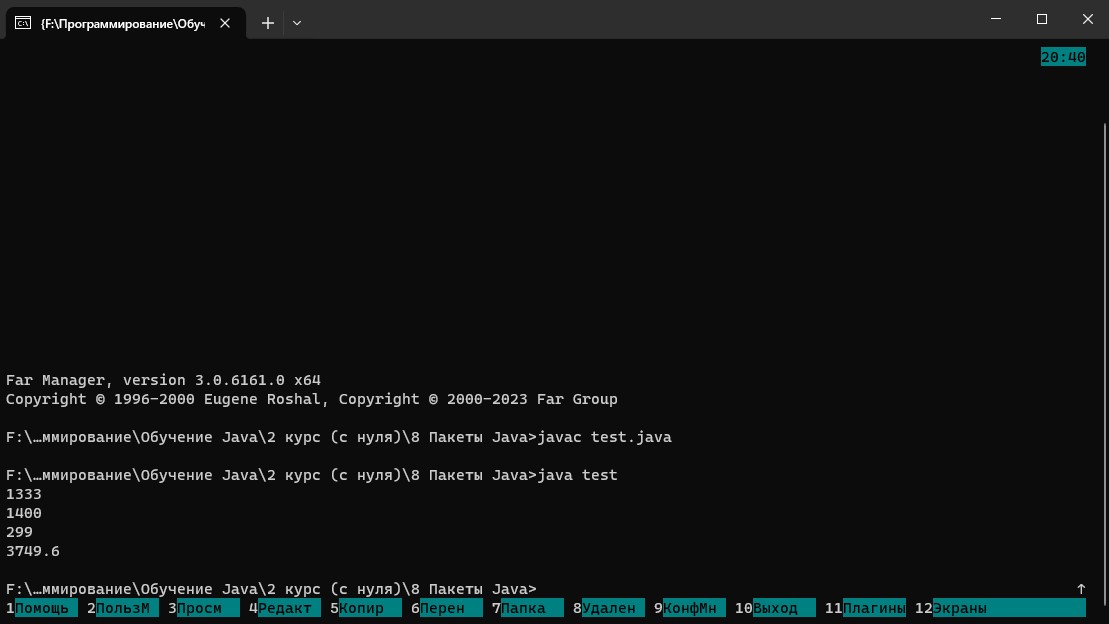 {F:\Программирование\Обуч
20:40
Far Manager, version 3.0.6161.0 x64
Copyright © 1996-2000 Eugene Roshal, Copyright © 2000-2023 Far Group
F:\…ммирование\Обучение Java\2 курс (с нуля)\8 Пакеты Java>javac test.java
F:\…ммирование\Обучение Java\2 курс (с нуля)\8 Пакеты Java>java test
1333
1400
299
3749.6
F:\…ммирование\Обучение Java\2 курс (с нуля)\8 Пакеты Java> ↑
1Помощь 2ПользМ 3Просм 4Редакт 5Копир 6Перен 7Папка 8Удален 9КонфМн 10Выход 11Плагины 12Экраны